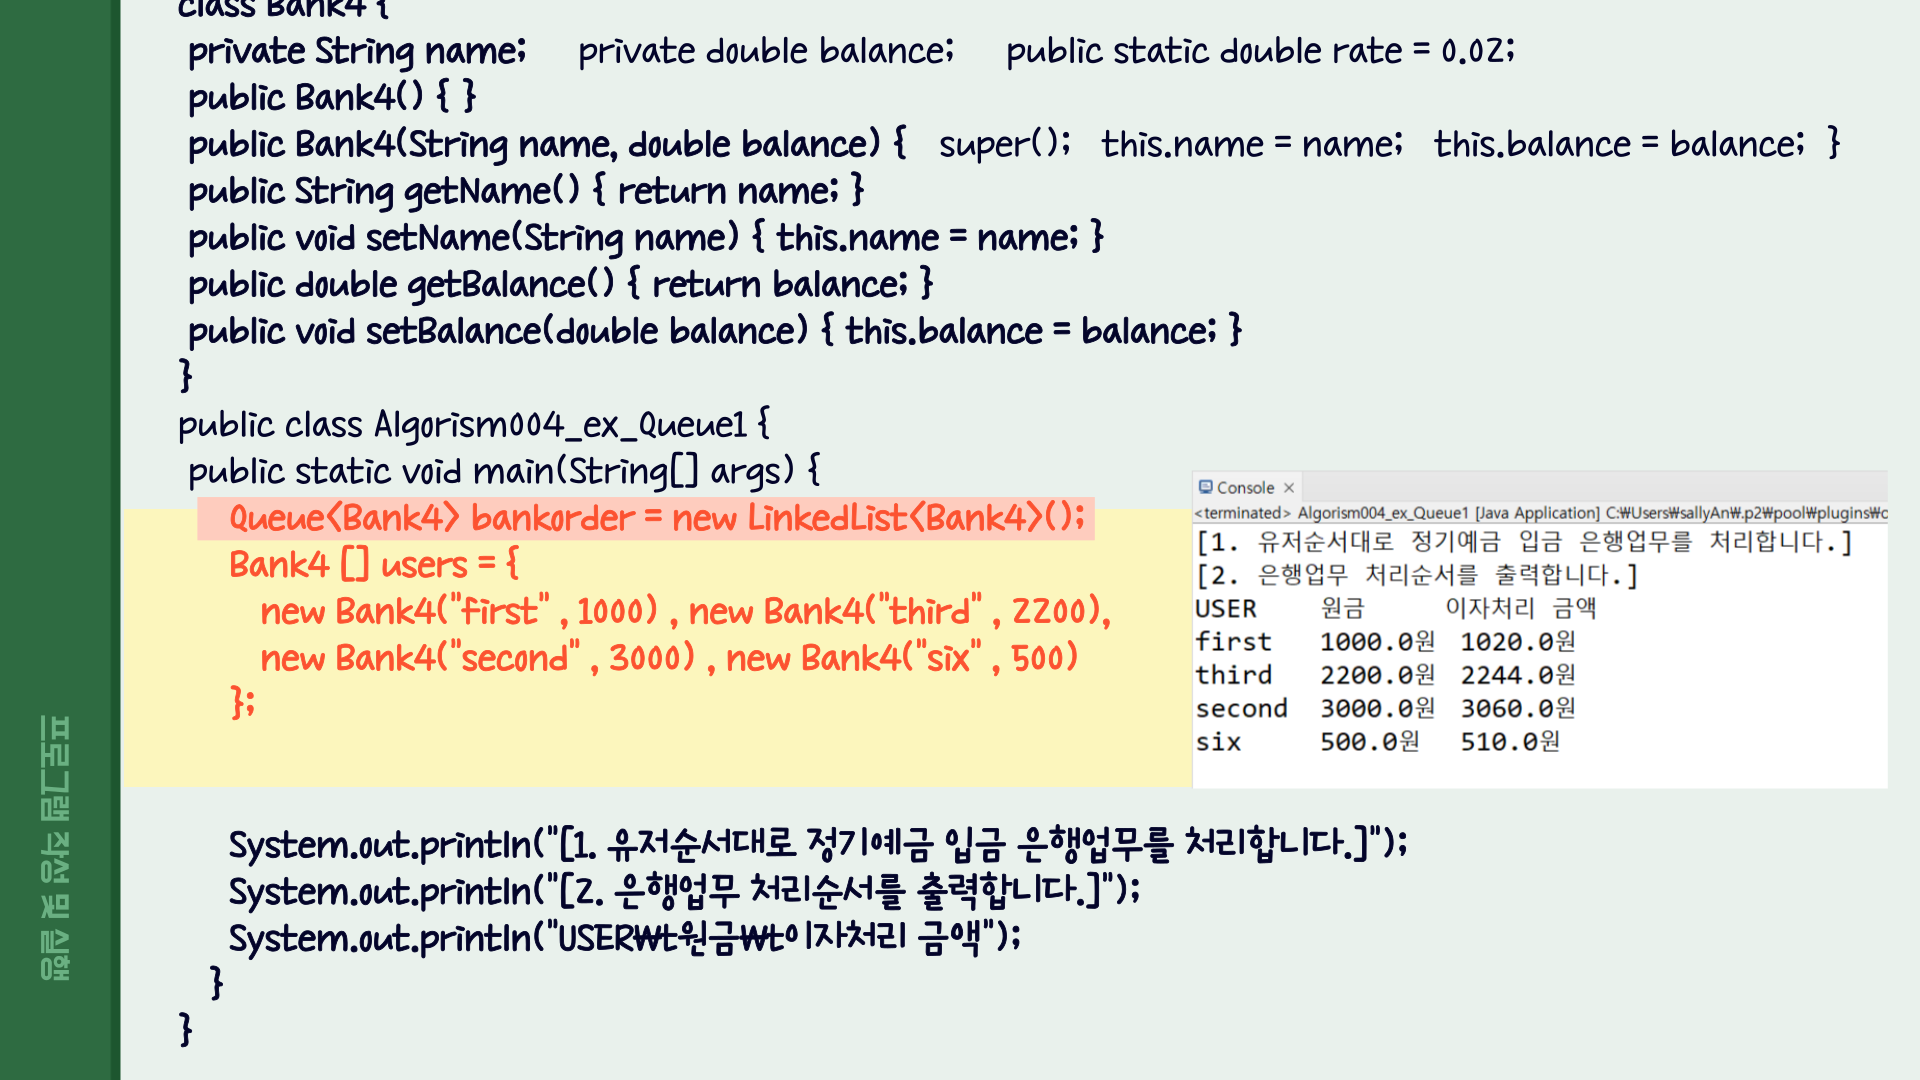 class Bank4 {
private String name; private double balance; public static double rate = 0.02;
public Bank4() { }
public Bank4(String name, double balance) { super(); this.name = name; this.balance = balance; }
public String getName() { return name; }
public void setName(String name) { this.name = name; }
public double getBalance() { return balance; }
public void setBalance(double balance) { this.balance = balance; }
}
public class Algorism004_ex_Queue1 {
public static void main(String[] args) {
Queue<Bank4> bankorder = new LinkedList<Bank4>();
Bank4 [] users = {
new Bank4("first" , 1000) , new Bank4("third" , 2200),
new Bank4("second" , 3000) , new Bank4("six" , 500)
};
Console
<terminated> Algorism004_ex_Queue1 [Java Application] C:₩Users₩sallyAn₩.p2₩pool₩plugins₩o
[1. 유저순서대로 정기예금 입금 은행업무를 처리합니다.]
[2. 은행업무 처리순서를 출력합니다.]
USER 원금 이자처리 금액
first 1000.0원 1020.0원
third 2200.0원 2244.0원
second 3000.0원 3060.0원
six 500.0원 510.0원
System.out.println("[1. 유저순서대로 정기예금 입금 은행업무를 처리합니다.]");
System.out.println("[2. 은행업무 처리순서를 출력합니다.]");
System.out.println("USER₩t원금₩t이자처리 금액");
}
}
프로그램 작성 및 실행